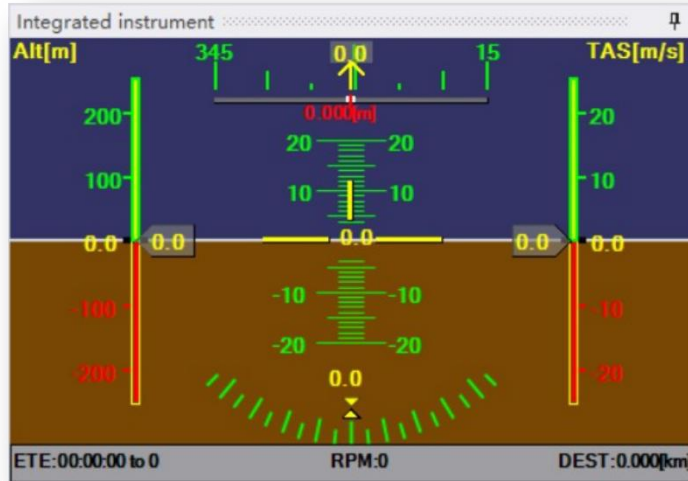 Integrated instrument
Alt[m] 345 0.0 15 TAS[m/s]
0.000[m]
200 20 20 20
100 10 10 10
0.0 0.0 0.0 0.0 0.0
-100 -10 -10 -10
-200 -20 -20 -20
0.0
ETE:00:00:00 to 0 RPM:0 DEST:0.000[km]